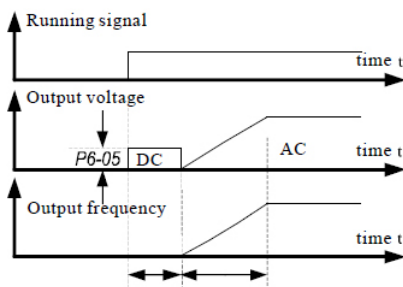 Running signal
time t
Output voltage
P6-05
DC
AC
time t
Output frequency
time t